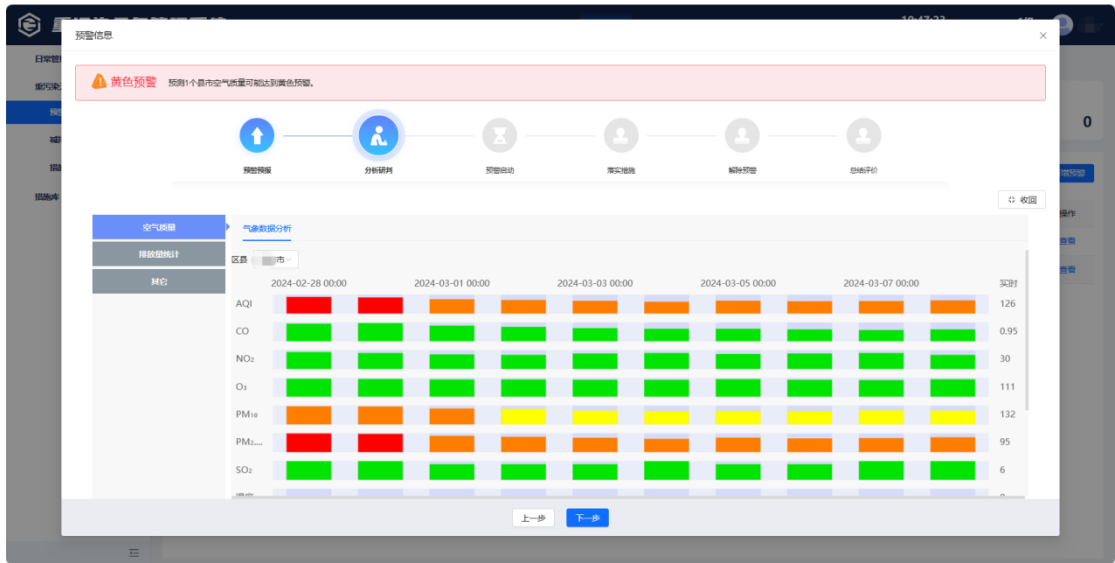 预警信息
日常管
黄色预警 预测1个县市空气质量可能达到黄色预警。
0
预警预报 分析研判 预警启动 落实措施 解除预警 总结评价
措施库
收回
操作
空气质量 气象数据分析
查看
排放量统计
区县 市
查看
其它
2024-02-28 00:00 2024-03-01 00:00 2024-03-03 00:00 2024-03-05 00:00 2024-03-07 00:00 实时
AQI 126
CO 0.95
NO₂ 30
O₃ 111
PM₁₀ 132
PM₂.... 95
SO₂ 6
上一步 下一步